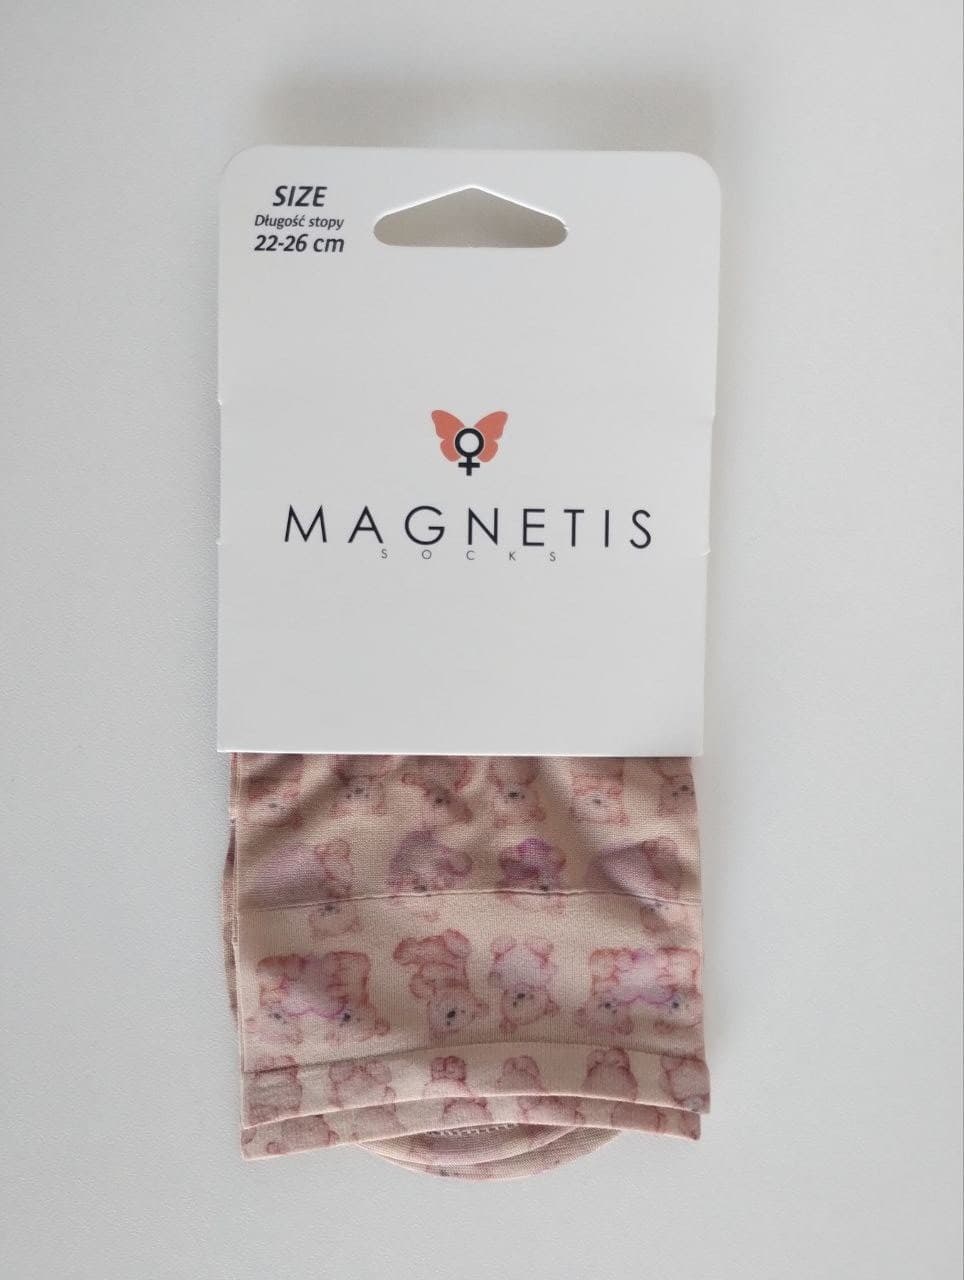 SIZE
Długość stopy
22-26 cm
MAGNETIS
SOCKS